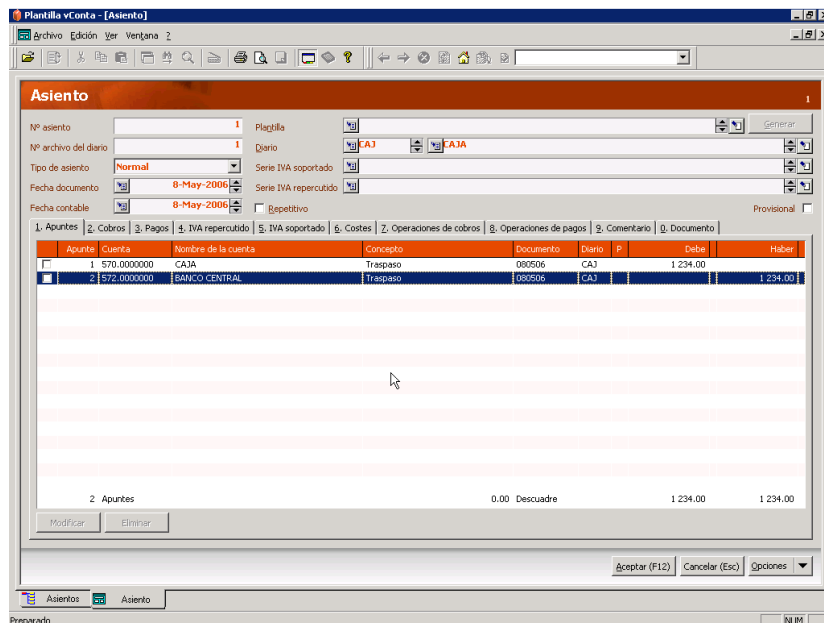 Plantilla vConta - [Asiento]
Archivo Edición Ver Ventana ?
Asiento
1
Nº asiento 1 Plantilla Generar
Nº archivo del diario 1 Diario CAJ CAJA
Tipo de asiento Normal Serie IVA soportado
Fecha documento 8-May-2006 Serie IVA repercutido
Fecha contable 8-May-2006 Repetitivo Provisional
1. Apuntes 2. Cobros 3. Pagos 4. IVA repercutido 5. IVA soportado 6. Costes 7. Operaciones de cobros 8. Operaciones de pagos 9. Comentario 0. Documento
Apunte Cuenta Nombre de la cuenta Concepto Documento Diario P Debe Haber
1 570.0000000 CAJA Traspaso 080506 CAJ 1 234.00
2 572.0000000 BANCO CENTRAL Traspaso 080506 CAJ 1 234.00
2 Apuntes 0.00 Descuadre 1 234.00 1 234.00
Modificar Eliminar
Aceptar (F12) Cancelar (Esc) Opciones
Asientos Asiento
Preparado NUM